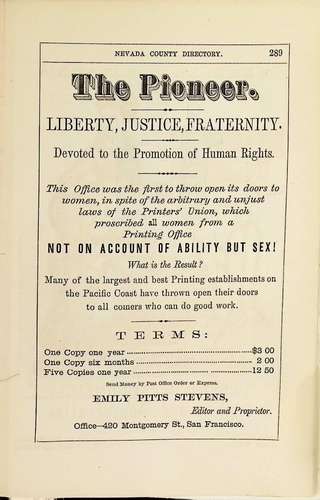 NEVADA COUNTY DIRECTORY. 289
The Pioneer.
LIBERTY, JUSTICE, FRATERNITY.
Devoted to the Promotion of Human Rights.
This Office was the first to throw open its doors to
women, in spite of the arbitrary and unjust
laws of the Printers' Union, which
proscribed all women from a
Printing Office
NOT ON ACCOUNT OF ABILITY BUT SEX!
What is the Result?
Many of the largest and best Printing establishments on
the Pacific Coast have thrown open their doors
to all comers who can do good work.
TERMS:
One Copy one year $3 00
One Copy six months 2 00
Five Copies one year 12 50
Send Money by Post Office Order or Express.
EMILY PITTS STEVENS,
Editor and Proprietor.
Office—420 Montgomery St., San Francisco.